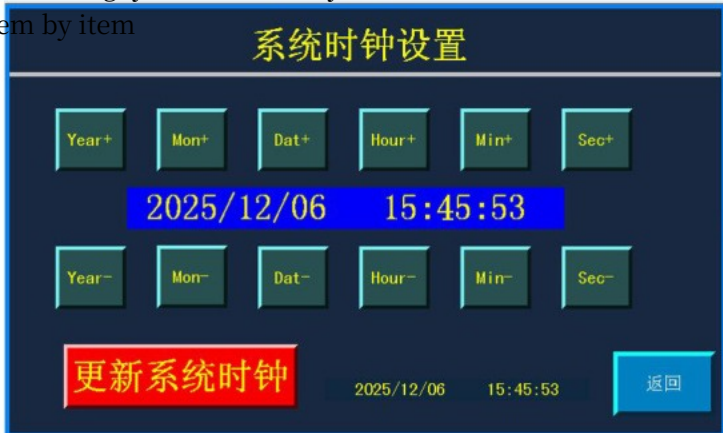 em by item
系统时钟设置
Year+ Mon+ Dat+ Hour+ Min+ Sec+
2025/12/06 15:45:53
Year- Mon- Dat- Hour- Min- Sec-
更新系统时钟
2025/12/06 15:45:53
返回